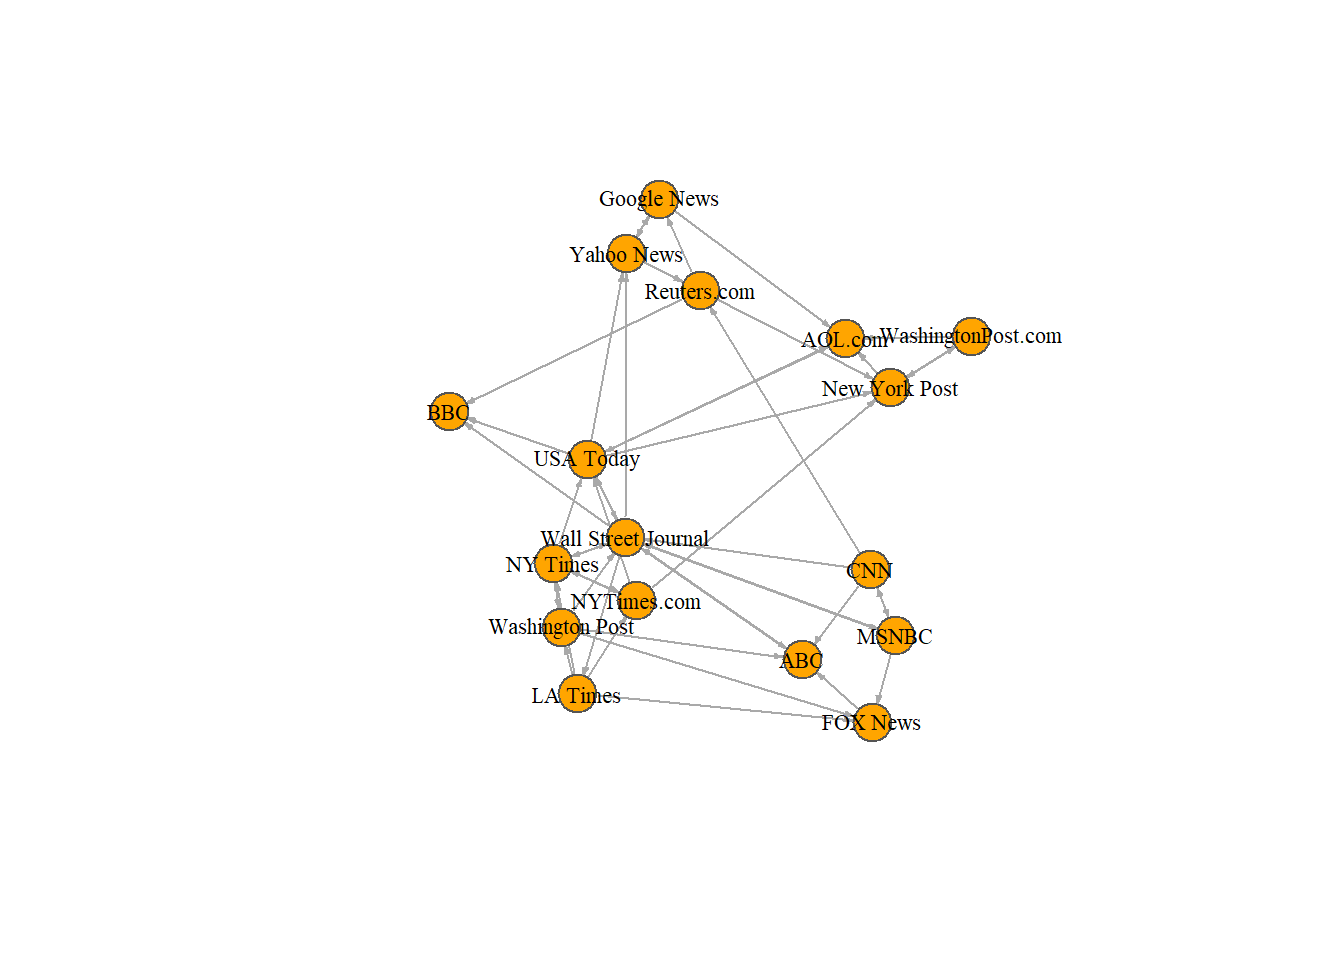 Google News
Yahoo News
Reuters.com
AOL.com
WashingtonPost.com
New York Post
BBC
USA Today
Wall Street Journal
NY Times
CNN
NYTimes.com
Washington Post
MSNBC
ABC
LA Times
FOX News